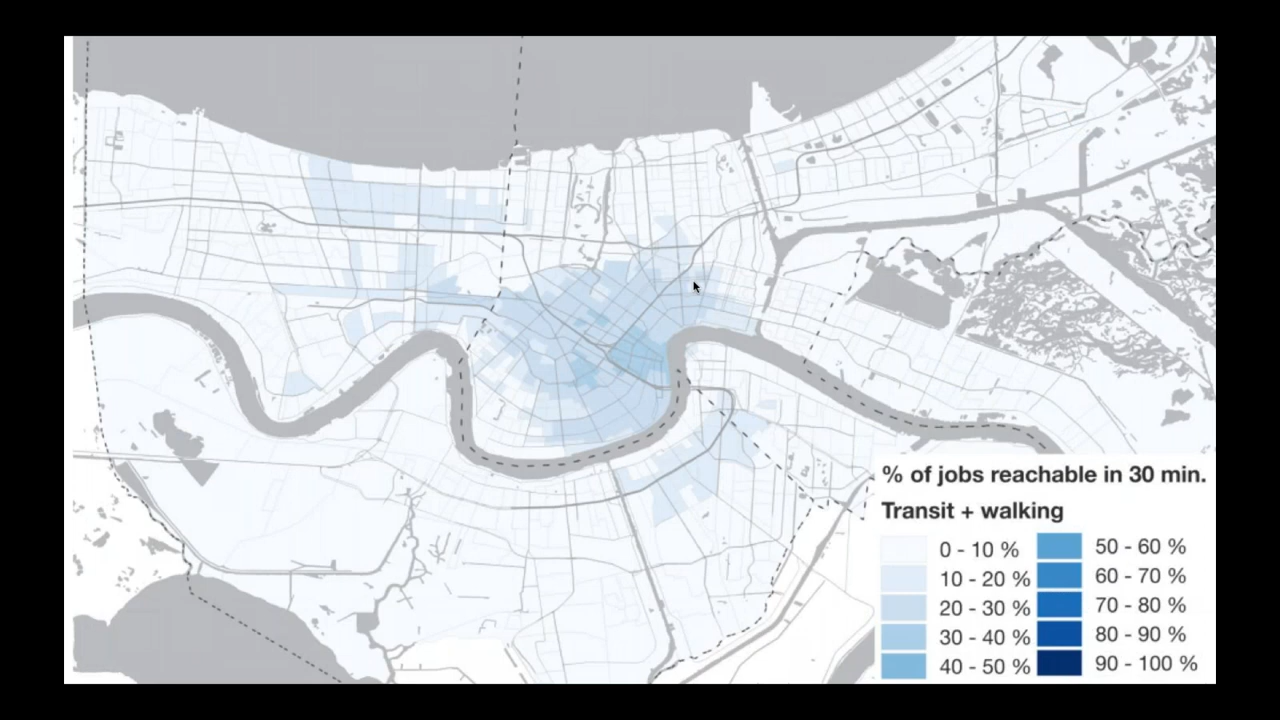 % of jobs reachable in 30 min.
Transit + walking
0 - 10 %
10 - 20 %
20 - 30 %
30 - 40 %
40 - 50 %
50 - 60 %
60 - 70 %
70 - 80 %
80 - 90 %
90 - 100 %